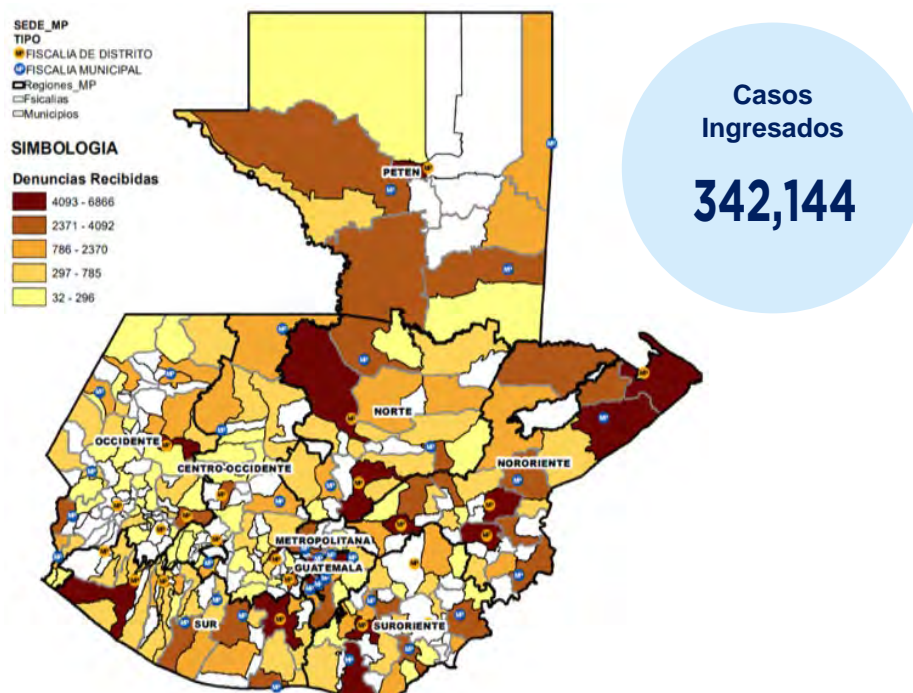 SEDE_MP
TIPO
FISCALIA DE DISTRITO
FISCALIA MUNICIPAL
Regiones_MP
Fsicalias
Municipios
SIMBOLOGIA
Denuncias Recibidas
4093 - 6866
2371 - 4092
786 - 2370
297 - 785
32 - 296
Casos
Ingresados
342,144
PETEN
NORTE
OCCIDENTE
CENTRO-OCCIDENTE
NORORIENTE
METROPOLITANA
GUATEMALA
SUR
SURORIENTE